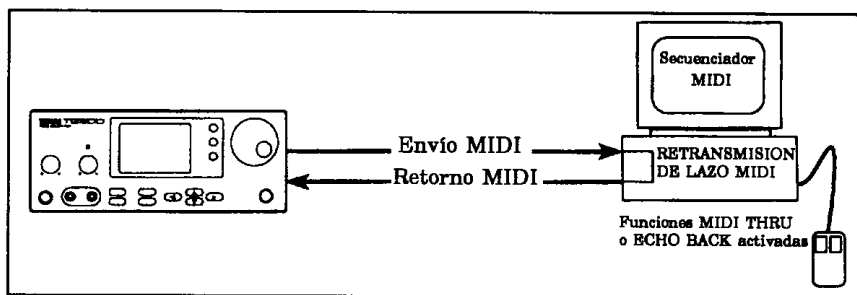 Secuenciador
MIDI
Envío MIDI
Retorno MIDI
RETRANSMISION
DE LAZO MIDI
Funciones MIDI THRU
o ECHO BACK activadas